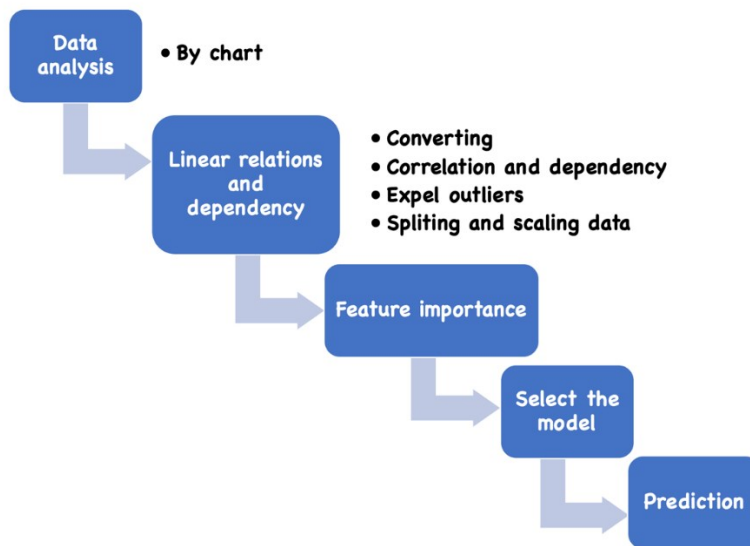 Data
analysis
• By chart
Linear relations
and
dependency
• Converting
• Correlation and dependency
• Expel outliers
• Spliting and scaling data
Feature importance
Select the
model
Prediction